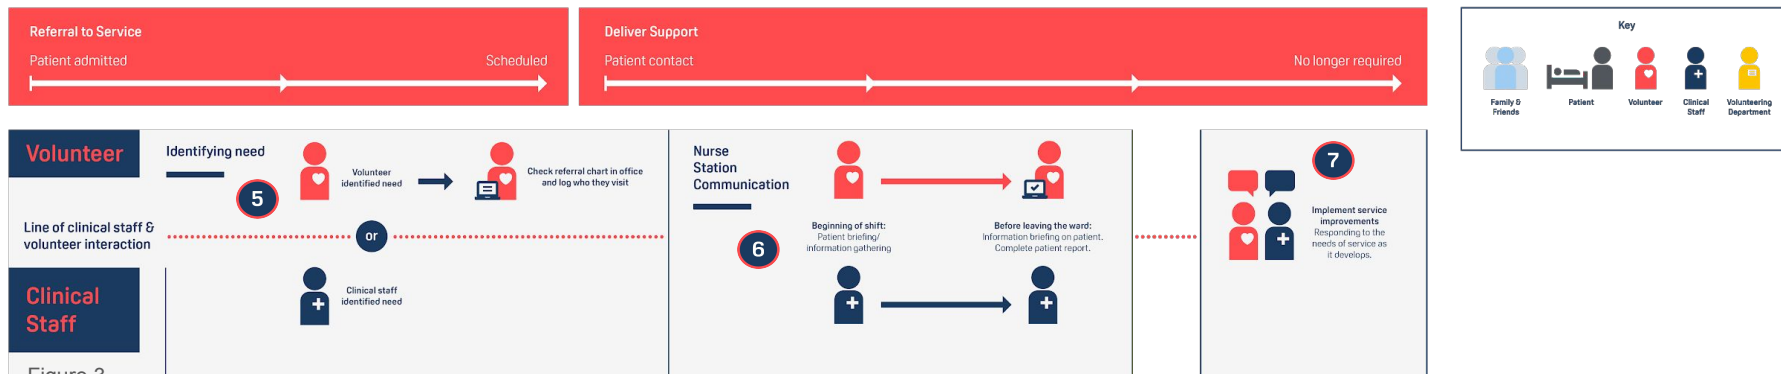 Referral to Service
Patient admitted
Scheduled
Deliver Support
Patient contact
No longer required
Key
Family &
Friends
Patient
Volunteer
Clinical
Staff
Volunteering
Department
Volunteer
Identifying need
5
Volunteer
identified need
Check referral chart in office
and log who they visit
Line of clinical staff &
volunteer interaction
or
Clinical
Staff
Clinical staff
identified need
Nurse
Station
Communication
6
Beginning of shift:
Patient briefing/
information gathering
Before leaving the ward:
Information briefing on patient.
Complete patient report.
7
Implement service
improvements
Responding to the
needs of service as
it develops.
Figure 3